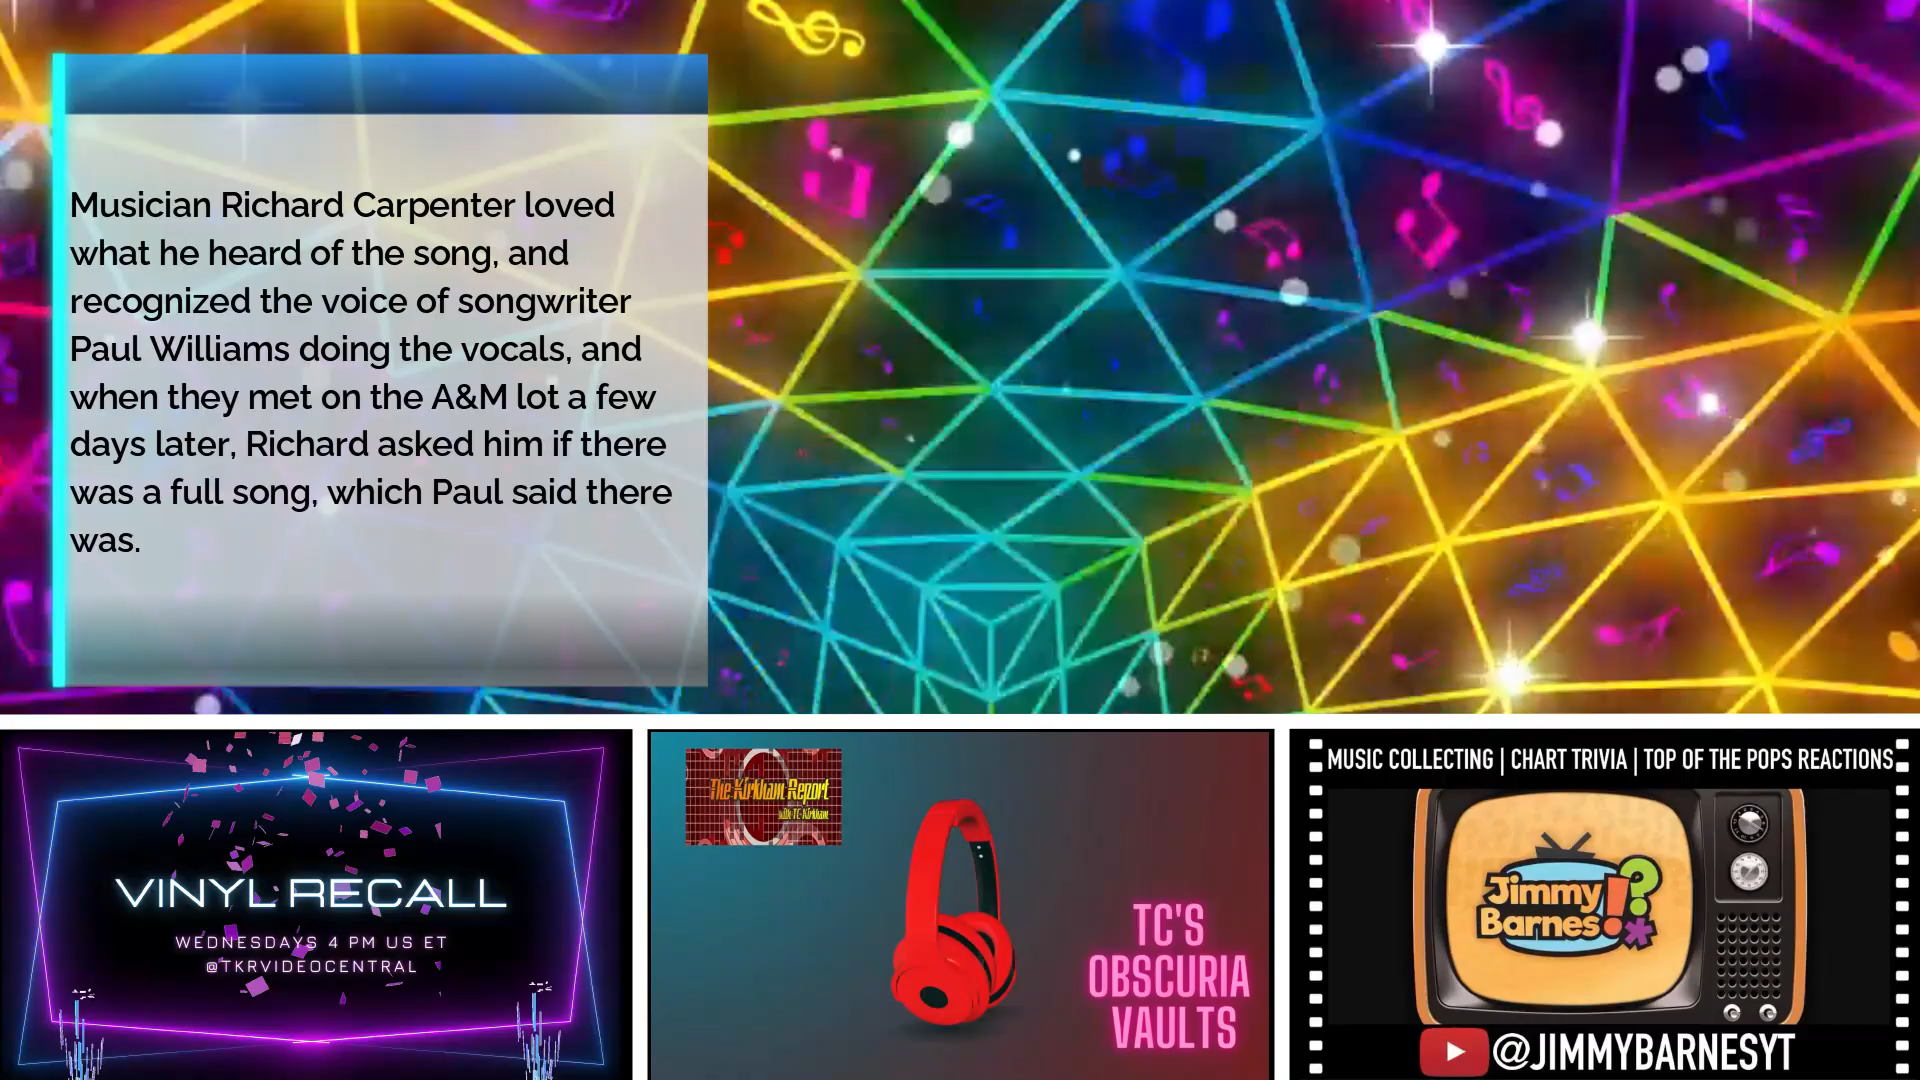 Musician Richard Carpenter loved
what he heard of the song, and
recognized the voice of songwriter
Paul Williams doing the vocals, and
when they met on the A&M lot a few
days later, Richard asked him if there
was a full song, which Paul said there
was.
VINYL RECALL
WEDNESDAYS 4 PM US ET
@TKRVIDEOCENTRAL
The Kirkham Report
with TC Kirkham
TC'S
OBSCURIA
VAULTS
MUSIC COLLECTING | CHART TRIVIA | TOP OF THE POPS REACTIONS
Jimmy
Barnes!?*
@JIMMYBARNESYT